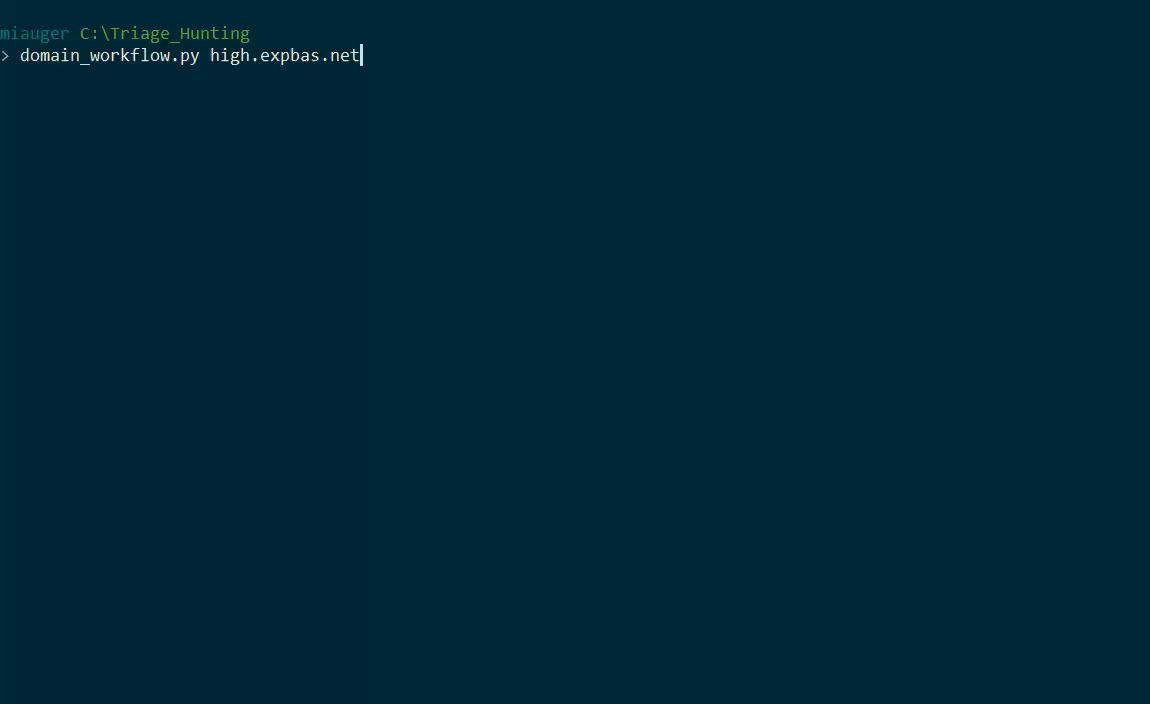 miauger C:\Triage_Hunting
> domain_workflow.py high.expbas.net